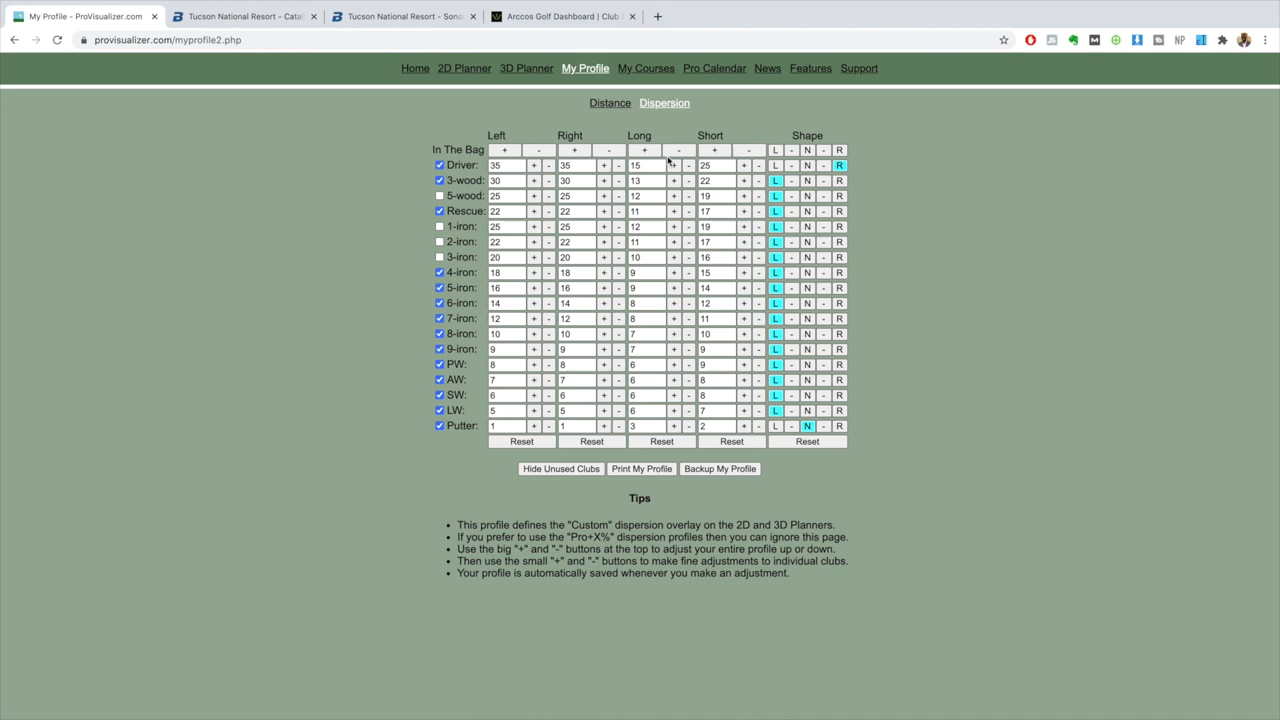 My Profile - ProVisualizer.com
Tucson National Resort - Catal
Tucson National Resort - Sono
Arccos Golf Dashboard | Club
provisualizer.com/myprofile2.php
NP
Home 2D Planner 3D Planner My Profile My Courses Pro Calendar News Features Support
Distance Dispersion
Left Right Long Short Shape
In The Bag + - + - + - + - L - N - R
Driver: 35 + - 35 + - 15 + - 25 + - L - N - R
3-wood: 30 + - 30 + - 13 + - 22 + - L - N - R
5-wood: 25 + - 25 + - 12 + - 19 + - L - N - R
Rescue: 22 + - 22 + - 11 + - 17 + - L - N - R
1-iron: 25 + - 25 + - 12 + - 19 + - L - N - R
2-iron: 22 + - 22 + - 11 + - 17 + - L - N - R
3-iron: 20 + - 20 + - 10 + - 16 + - L - N - R
4-iron: 18 + - 18 + - 9 + - 15 + - L - N - R
5-iron: 16 + - 16 + - 9 + - 14 + - L - N - R
6-iron: 14 + - 14 + - 8 + - 12 + - L - N - R
7-iron: 12 + - 12 + - 8 + - 11 + - L - N - R
8-iron: 10 + - 10 + - 7 + - 10 + - L - N - R
9-iron: 9 + - 9 + - 7 + - 9 + - L - N - R
PW: 8 + - 8 + - 6 + - 9 + - L - N - R
AW: 7 + - 7 + - 6 + - 8 + - L - N - R
SW: 6 + - 6 + - 6 + - 8 + - L - N - R
LW: 5 + - 5 + - 6 + - 7 + - L - N - R
Putter: 1 + - 1 + - 3 + - 2 + - L - N - R
Reset Reset Reset Reset Reset
Hide Unused Clubs Print My Profile Backup My Profile
Tips
• This profile defines the "Custom" dispersion overlay on the 2D and 3D Planners.
• If you prefer to use the "Pro+X%" dispersion profiles then you can ignore this page.
• Use the big "+" and "-" buttons at the top to adjust your entire profile up or down.
• Then use the small "+" and "-" buttons to make fine adjustments to individual clubs.
• Your profile is automatically saved whenever you make an adjustment.